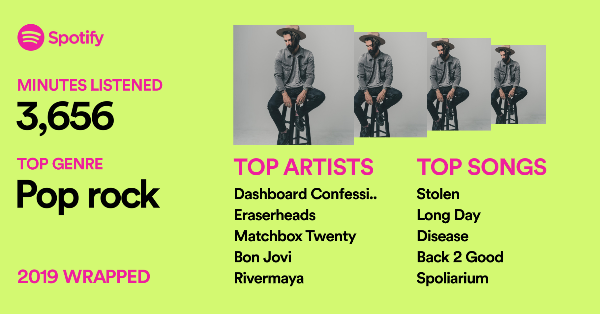 Spotify
MINUTES LISTENED
3,656
TOP GENRE
Pop rock
2019 WRAPPED
TOP ARTISTS
Dashboard Confessi..
Eraserheads
Matchbox Twenty
Bon Jovi
Rivermaya
TOP SONGS
Stolen
Long Day
Disease
Back 2 Good
Spoliarium